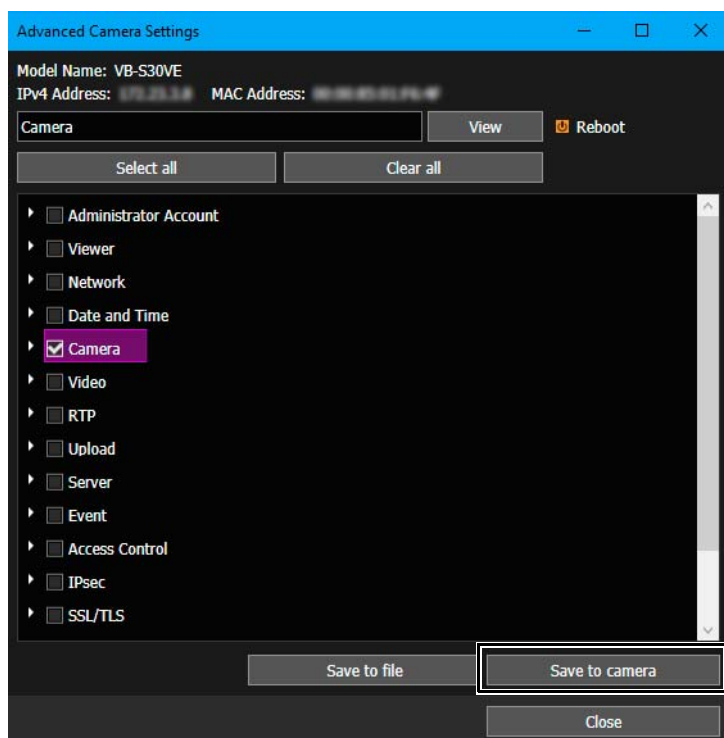 Advanced Camera Settings
Model Name: VB-S30VE
IPv4 Address: MAC Address:
Camera View Reboot
Select all Clear all
Administrator Account
Viewer
Network
Date and Time
Camera
Video
RTP
Upload
Server
Event
Access Control
IPsec
SSL/TLS
Save to file Save to camera
Close